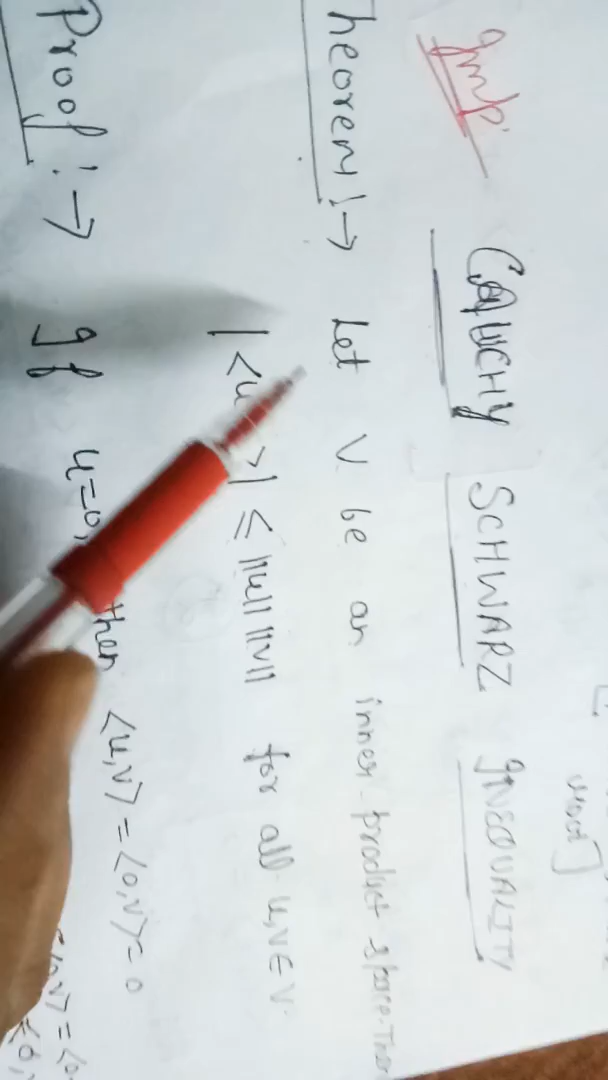 Imp.
CAUCHY SCHWARZ INEQUALITY
Theorem :→ Let V be an inner product space. Then
|<u >| ≤ ||u|| ||v|| for all u,v∈V.
Proof :→ If u=0, then <u,v> = <0,v> = 0